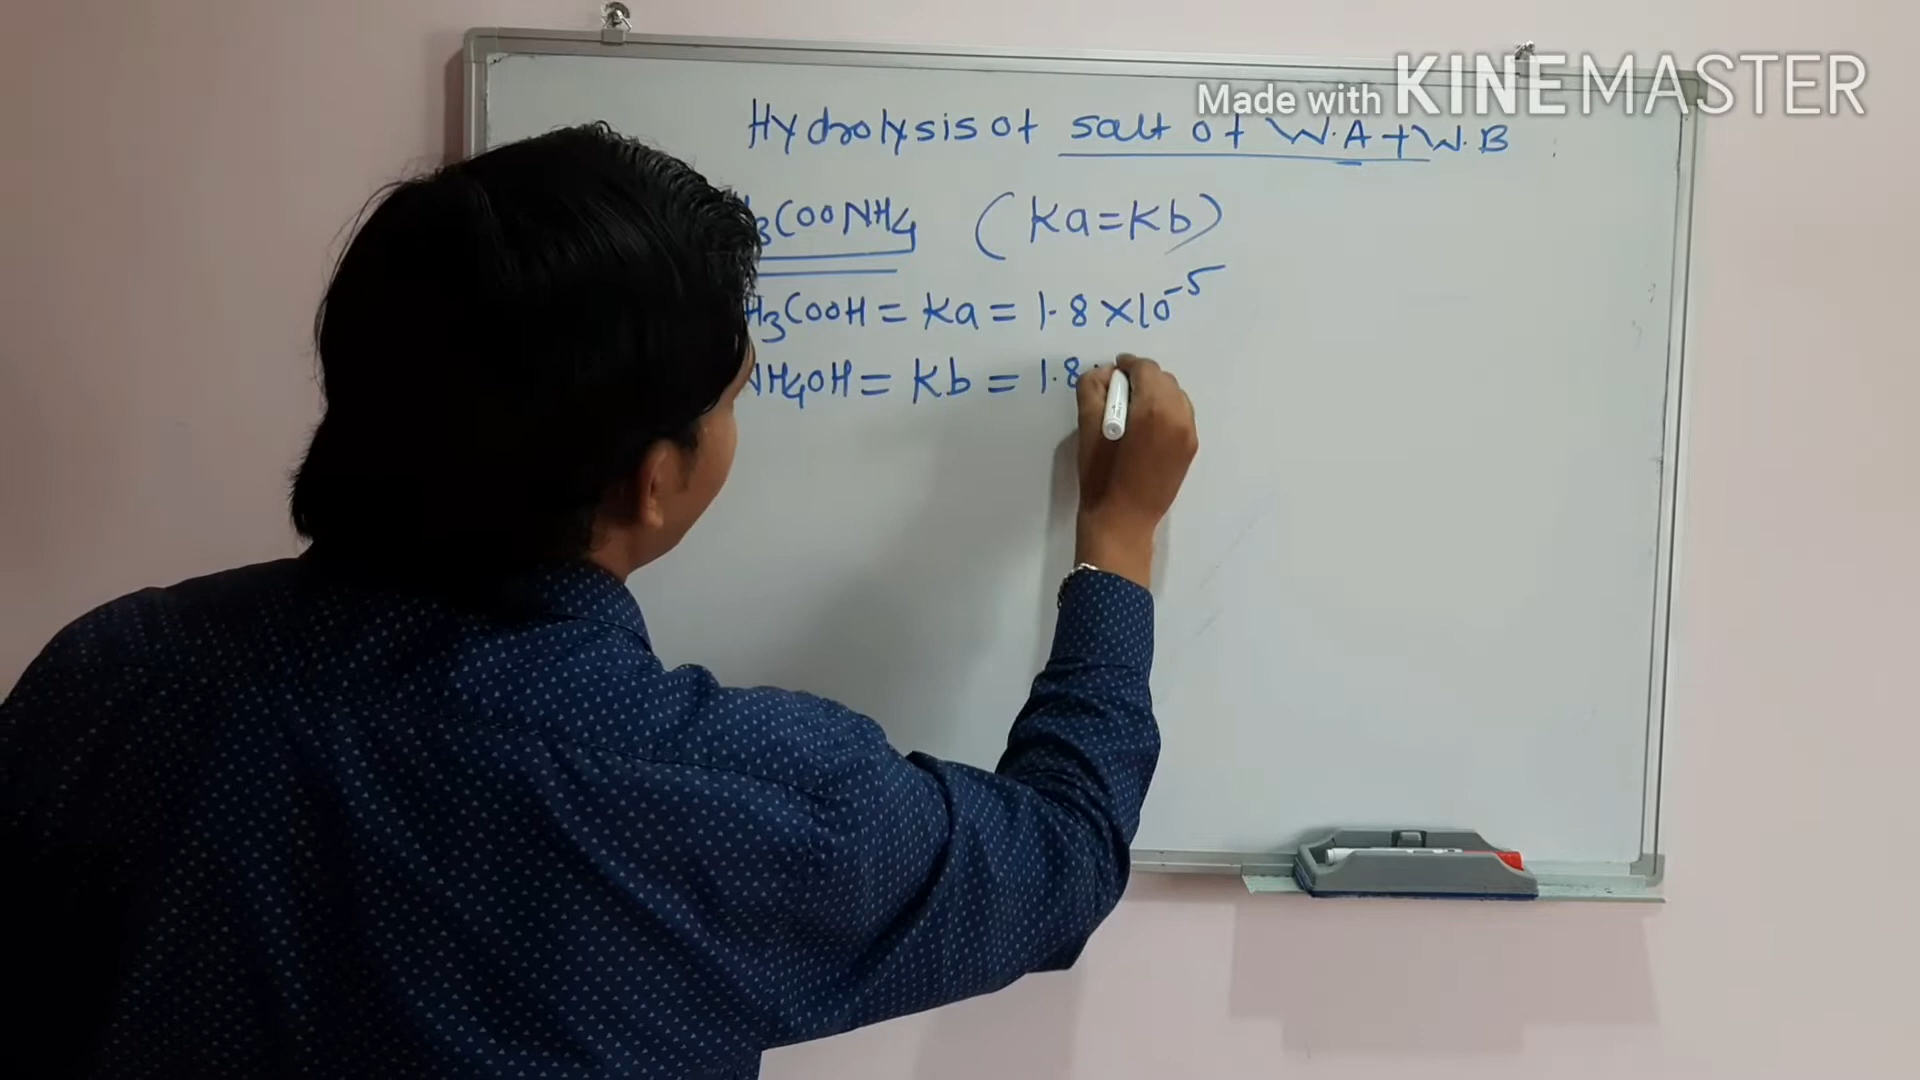 Made with KINEMASTER
Hydrolysis of salt of W.A + W.B
H3COONH4 (Ka=Kb)
H3COOH = Ka = 1.8 ×10-5
NH4OH = Kb = 1.8